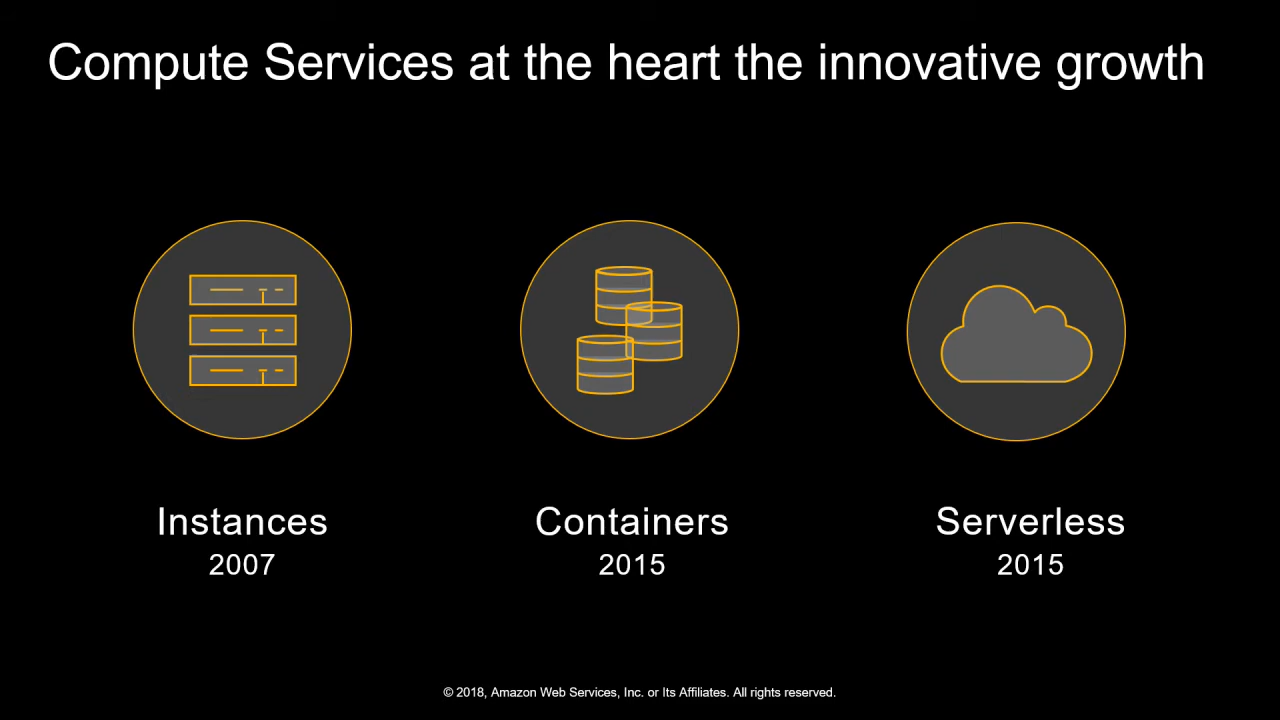 Compute Services at the heart the innovative growth
Instances
Containers
Serverless
2007
2015
2015
© 2018, Amazon Web Services, Inc. or Its Affiliates. All rights reserved.